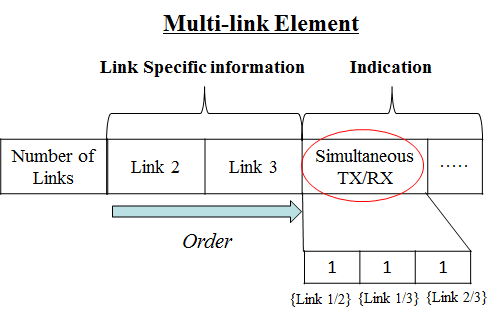 Multi-link Element
Link Specific information
Indication
Number of
Links
Link 2
Link 3
Simultaneous
TX/RX
.....
Order
1
1
1
{Link 1/2}
{Link 1/3}
{Link 2/3}